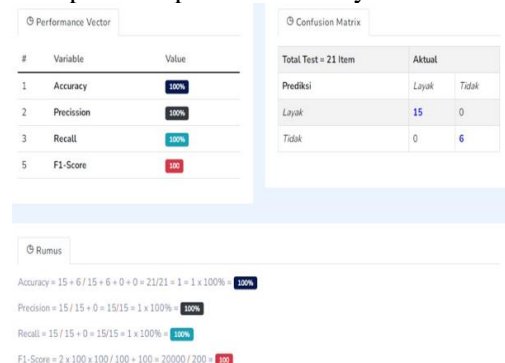 Performance Vector
# Variable Value
1 Accuracy 100%
2 Precission 100%
3 Recall 100%
5 F1-Score 100
Confusion Matrix
Total Test = 21 Item Aktual
Prediksi Layak Tidak
Layak 15 0
Tidak 0 6
Rumus
Accuracy = 15 + 6 / 15 + 6 + 0 + 0 = 21/21 = 1 = 1 x 100% = 100%
Precision = 15 / 15 + 0 = 15/15 = 1 x 100% = 100%
Recall = 15 / 15 + 0 = 15/15 = 1 x 100% = 100%
F1-Score = 2 x 100 x 100 / 100 + 100 = 20000 / 200 = 100